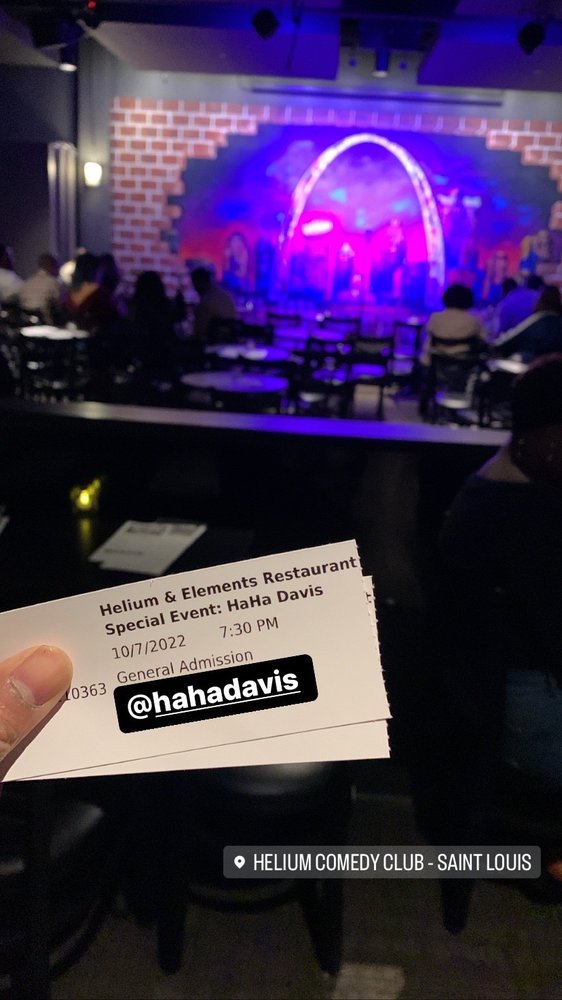 Helium & Elements Restaurant
Special Event: HaHa Davis
10/7/2022 7:30 PM
General Admission
10363
@hahadavis
HELIUM COMEDY CLUB - SAINT LOUIS